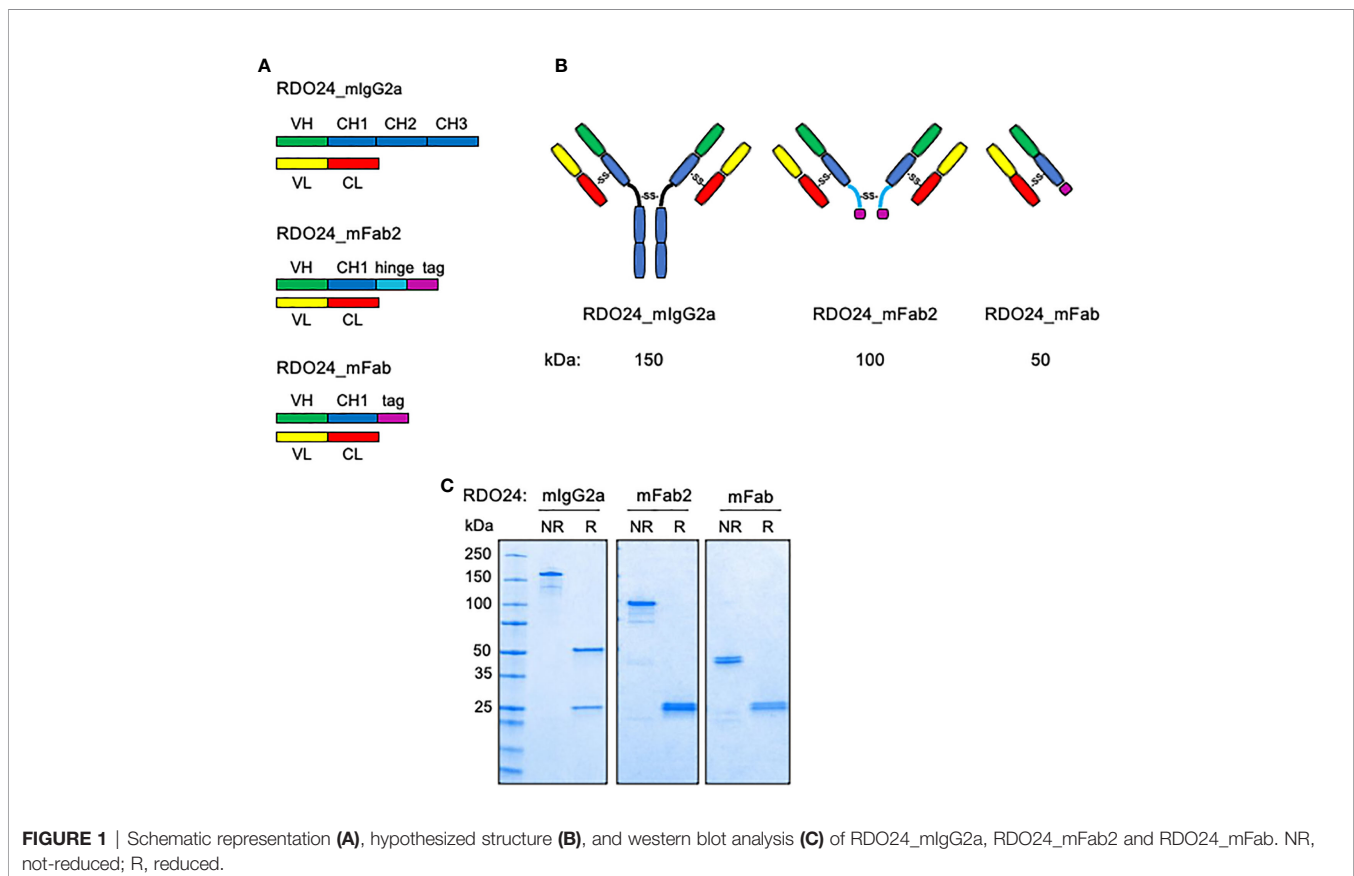 A
RDO24_mIgG2a
VH CH1 CH2 CH3
VL CL
RDO24_mFab2
VH CH1 hinge tag
VL CL
RDO24_mFab
VH CH1 tag
VL CL
B
-ss- -ss- -ss- -ss- -ss- -ss- -ss-
RDO24_mIgG2a RDO24_mFab2 RDO24_mFab
kDa: 150 100 50
C
RDO24: mIgG2a mFab2 mFab
kDa NR R NR R NR R
250
150
100
50
35
25
FIGURE 1 | Schematic representation (A), hypothesized structure (B), and western blot analysis (C) of RDO24_mIgG2a, RDO24_mFab2 and RDO24_mFab. NR,
not-reduced; R, reduced.